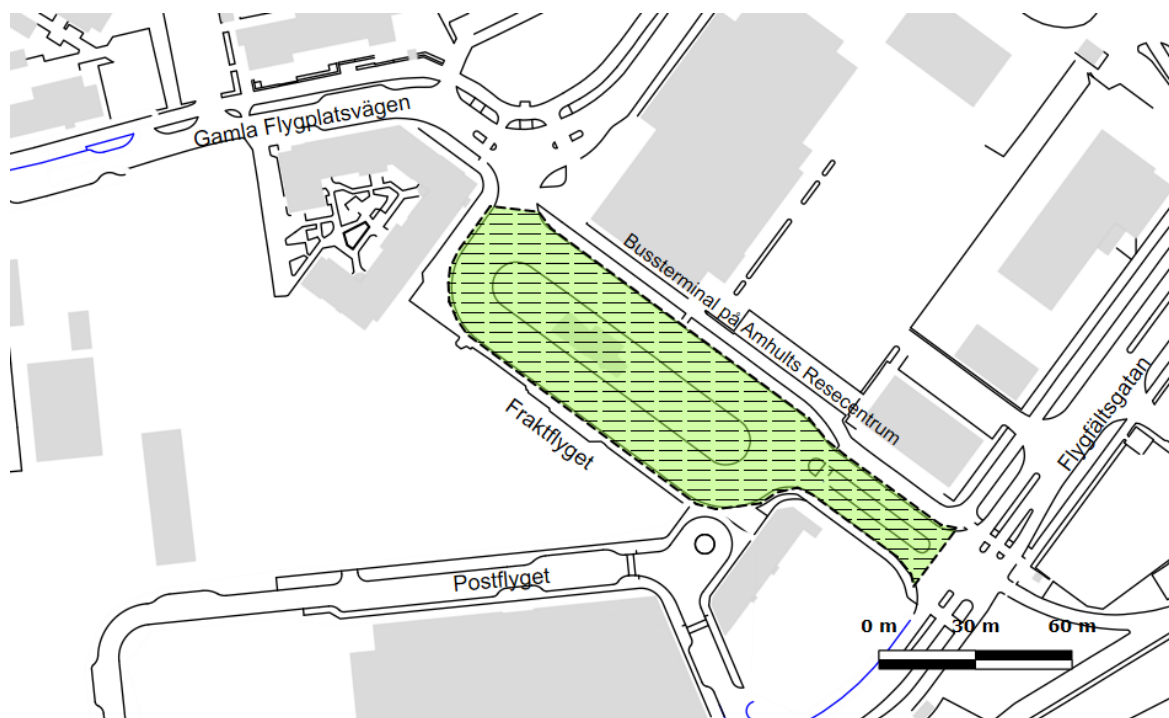 Gamla Flygplatsvägen
Bussterminal på Amhults Resecentrum
Flygfältsgatan
Fraktflyget
Postflyget
0 m 30 m 60 m